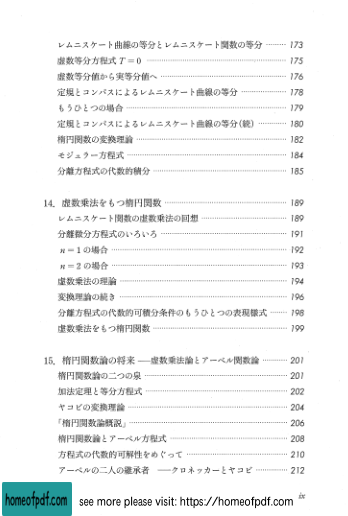 レムニスケート曲線の等分とレムニスケート関数の等分 ……… 173
虚数等分方程式 T = 0 ……… 175
虚数等分値から実等分値へ ……… 176
定規とコンパスによるレムニスケート曲線の等分 ……… 178
もうひとつの場合 ……… 179
定規とコンパスによるレムニスケート曲線の等分(続) ……… 180
楕円関数の変換理論 ……… 182
モジュラー方程式 ……… 184
分離方程式の代数的積分 ……… 185
14. 虚数乗法をもつ楕円関数 ……… 189
レムニスケート関数の虚数乗法の回想 ……… 189
分離微分方程式のいろいろ ……… 191
n = 1 の場合 ……… 192
n = 2 の場合 ……… 193
虚数乗法の理論 ……… 194
変換理論の続き ……… 196
分離方程式の代数的可積分条件のもうひとつの表現様式 ……… 198
虚数乗法をもつ楕円関数 ……… 199
15. 楕円関数論の将来 ──虚数乗法論とアーベル関数論 ……… 201
楕円関数論の二つの泉 ……… 201
加法定理と等分方程式 ……… 202
ヤコビの変換理論 ……… 204
「楕円関数論概説」 ……… 206
楕円関数論とアーベル方程式 ……… 208
方程式の代数的可解性をめぐって ……… 210
アーベルの二人の継承者 ──クロネッカーとヤコビ ……… 212
ix
homeofpdf.com see more please visit: https://homeofpdf.com